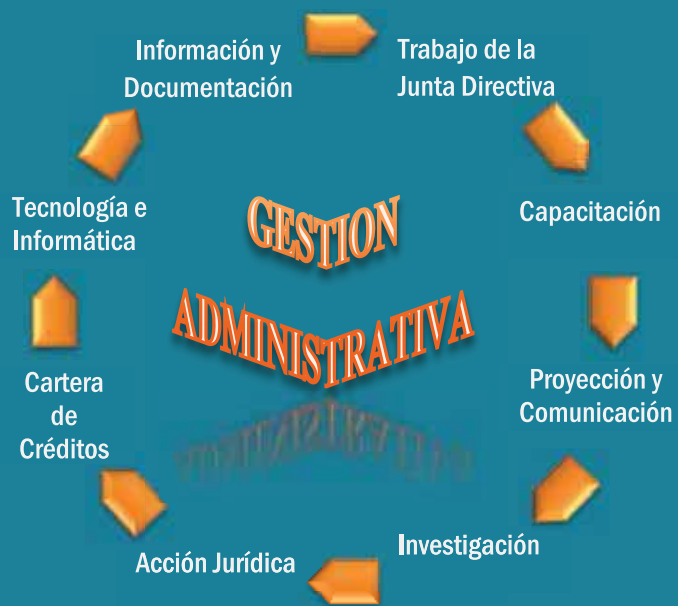 Información y
Documentación
Trabajo de la
Junta Directiva
Tecnología e
Informática
GESTION
ADMINISTRATIVA
Capacitación
Cartera
de
Créditos
Proyección y
Comunicación
Acción Jurídica
Investigación